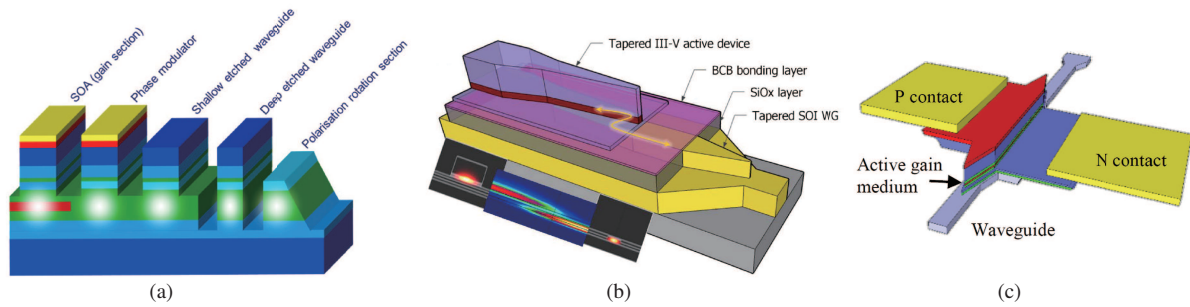 SOA (gain section)
Phase modulator
Shallow etched waveguide
Deep etched waveguide
Polarisation rotation section
(a)
Tapered III-V active device
BCB bonding layer
SiOx layer
Tapered SOI WG
(b)
P contact
N contact
Active gain
medium
Waveguide
(c)